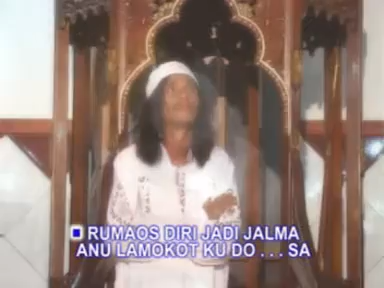 RUMAOS DIRI JADI JALMA
ANU LAMOKOT KU DO . . . SA